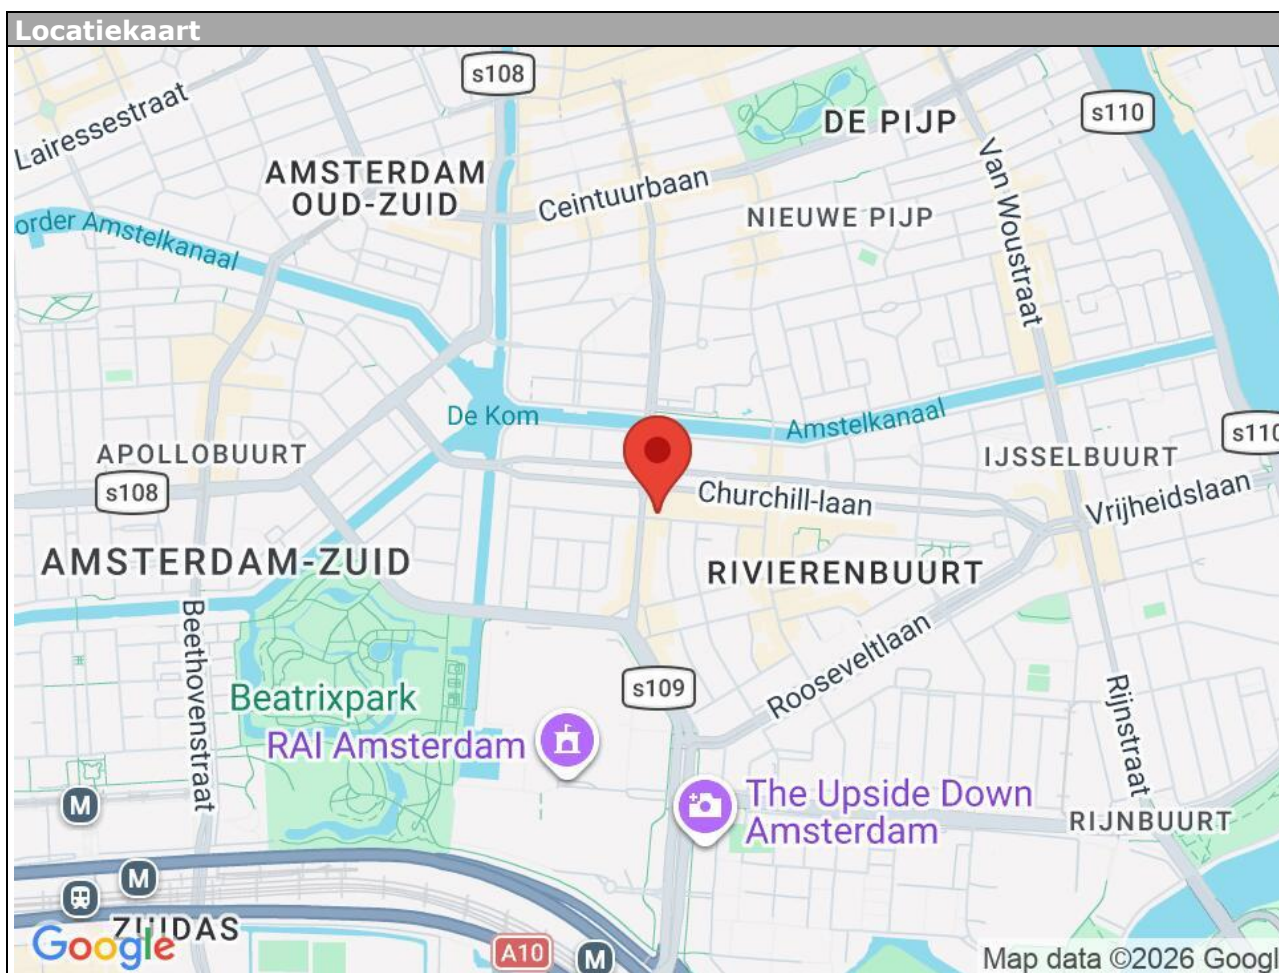 Locatiekaart
s108
s110
DE PIJP
Lairessestraat
AMSTERDAM
OUD-ZUID
Ceintuurbaan
Van Woustraat
NIEUWE PIJP
order Amstelkanaal
De Kom
Amstelkanaal
s110
APOLLOBUURT
IJSSELBUURT
s108
Churchill-laan
Vrijheidslaan
AMSTERDAM-ZUID
RIVIERENBUURT
Beethovenstraat
Rooseveltlaan
s109
Beatrixpark
Rijnstraat
RAI Amsterdam
The Upside Down
Amsterdam
M
RIJNBUURT
M
ZUIDAS
Google
A10
M
Map data ©2026 Googl